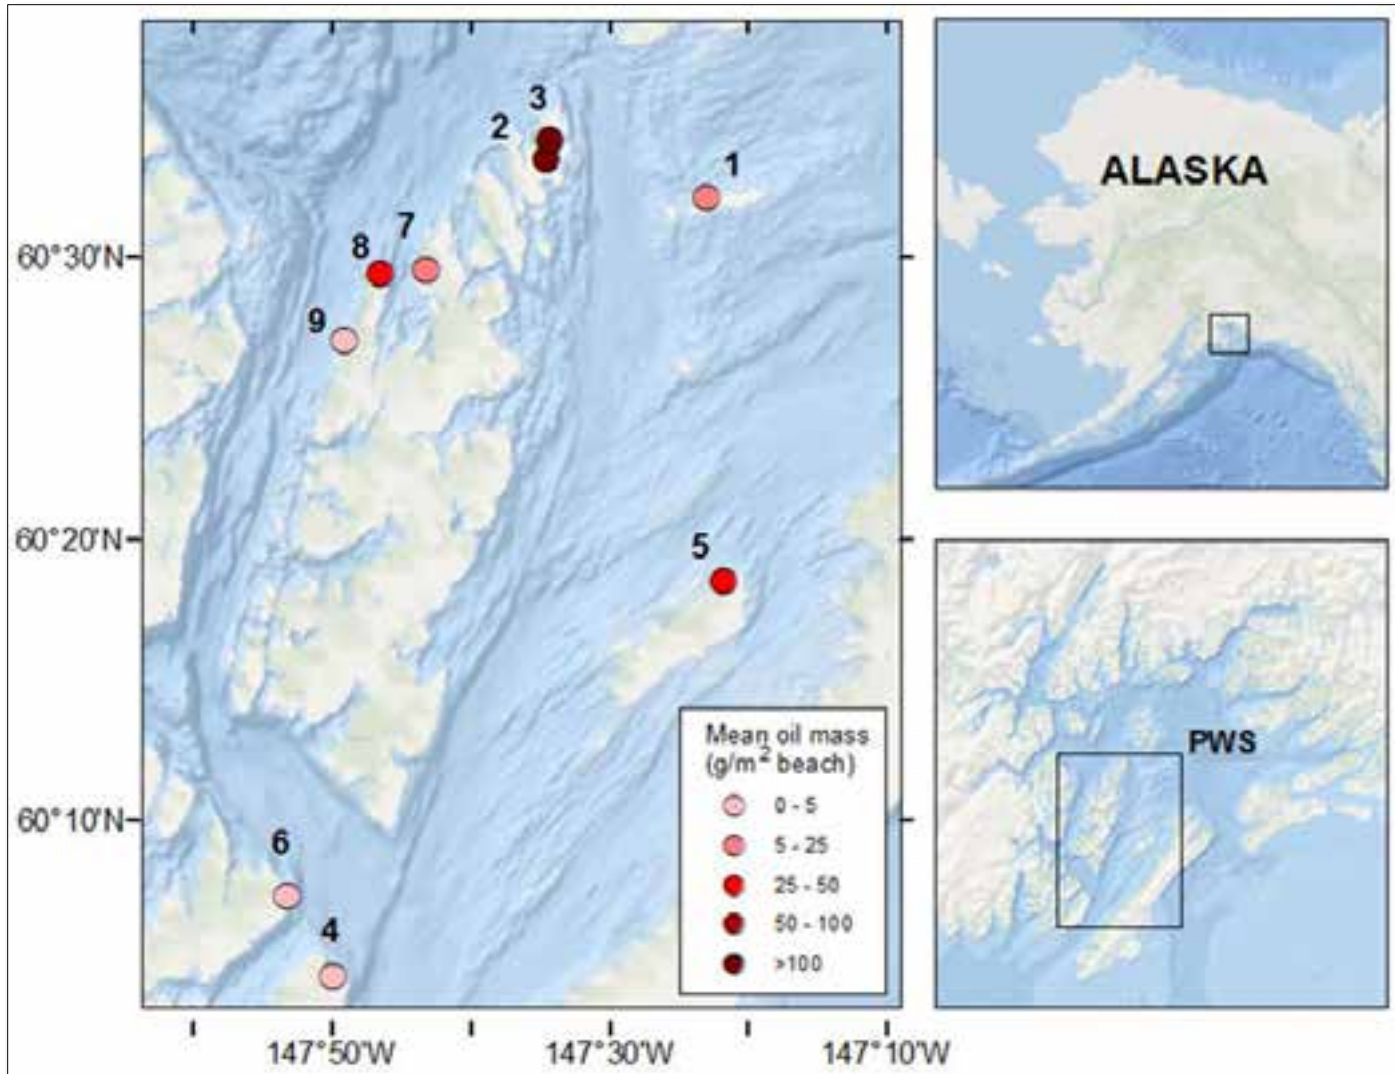 3
2
1
7
8
9
60°30'N
60°20'N
5
60°10'N
6
4
Mean oil mass
(g/m² beach)
0 - 5
5 - 25
25 - 50
50 - 100
>100
147°50'W
147°30'W
147°10'W
ALASKA
PWS